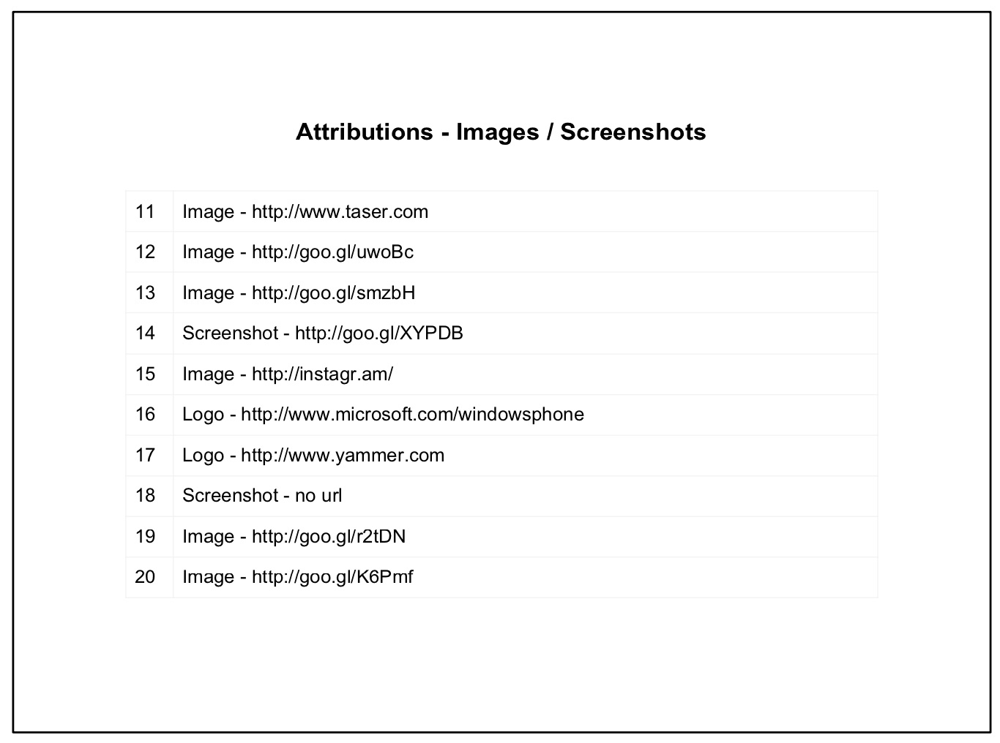 Attributions - Images / Screenshots
11 Image - http://www.taser.com
12 Image - http://goo.gl/uwoBc
13 Image - http://goo.gl/smzbH
14 Screenshot - http://goo.gl/XYPDB
15 Image - http://instagr.am/
16 Logo - http://www.microsoft.com/windowsphone
17 Logo - http://www.yammer.com
18 Screenshot - no url
19 Image - http://goo.gl/r2tDN
20 Image - http://goo.gl/K6Pmf